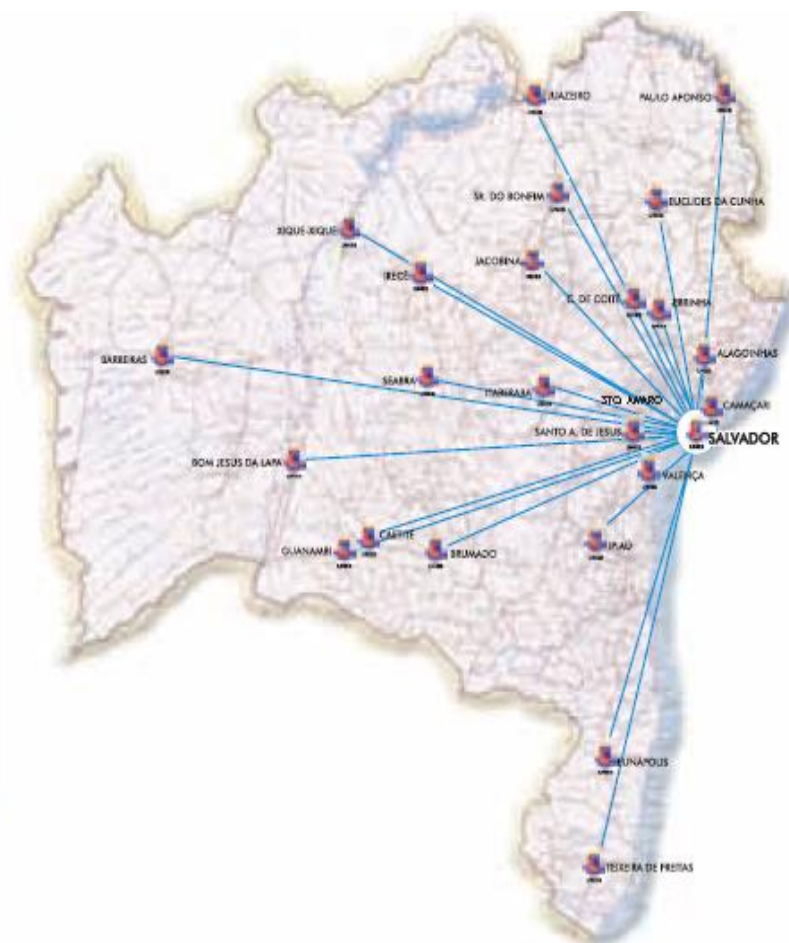 JUAZEIRO
PAULO AFONSO
SR. DO BONFIM
EUCLIDES DA CUNHA
XIQUE-XIQUE
JACOBINA
IRECÊ
C. DE COITÉ
SERRINHA
BARREIRAS
ALAGOINHAS
SEABRA
ITABERABA
STO AMARO
CAMAÇARI
SANTO A. DE JESUS
SALVADOR
BOM JESUS DA LAPA
VALENÇA
CAETITÉ
GUANAMBI
BRUMADO
IPIAÚ
EUNÁPOLIS
TEIXEIRA DE FREITAS